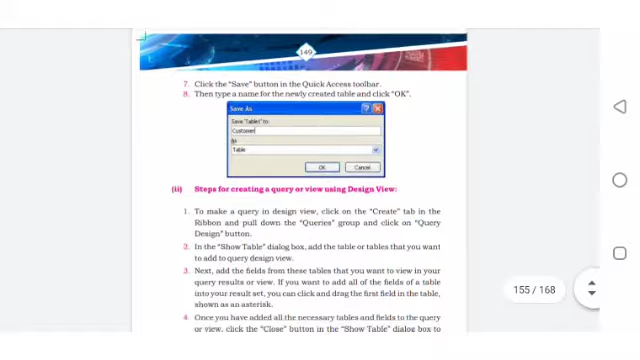 149
7. Click the "Save" button in the Quick Access toolbar.
8. Then type a name for the newly created table and click "OK".
Save As
Save 'Table1' to:
Customer
As
Table
OK Cancel
(ii) Steps for creating a query or view using Design View:
1. To make a query in design view, click on the "Create" tab in the
Ribbon and pull down the "Queries" group and click on "Query
Design" button.
2. In the "Show Table" dialog box, add the table or tables that you want
to add to query design view.
3. Next, add the fields from these tables that you want to view in your
query results or view. If you want to add all of the fields of a table
into your result set, you can click and drag the first field in the table,
shown as an asterisk.
155 / 168
4. Once you have added all the necessary tables and fields to the query
or view, click the "Close" button in the "Show Table" dialog box to